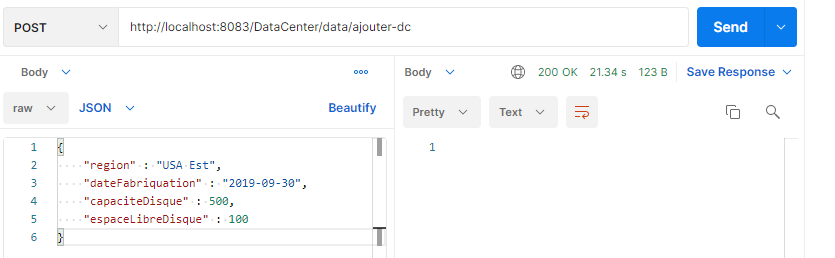 POST http://localhost:8083/DataCenter/data/ajouter-dc Send
Body Body 200 OK 21.34 s 123 B Save Response
raw JSON Beautify Pretty Text
1 {
2 "region" : "USA Est",
3 "dateFabriquation" : "2019-09-30",
4 "capaciteDisque" : 500,
5 "espaceLibreDisque" : 100
6 }
1